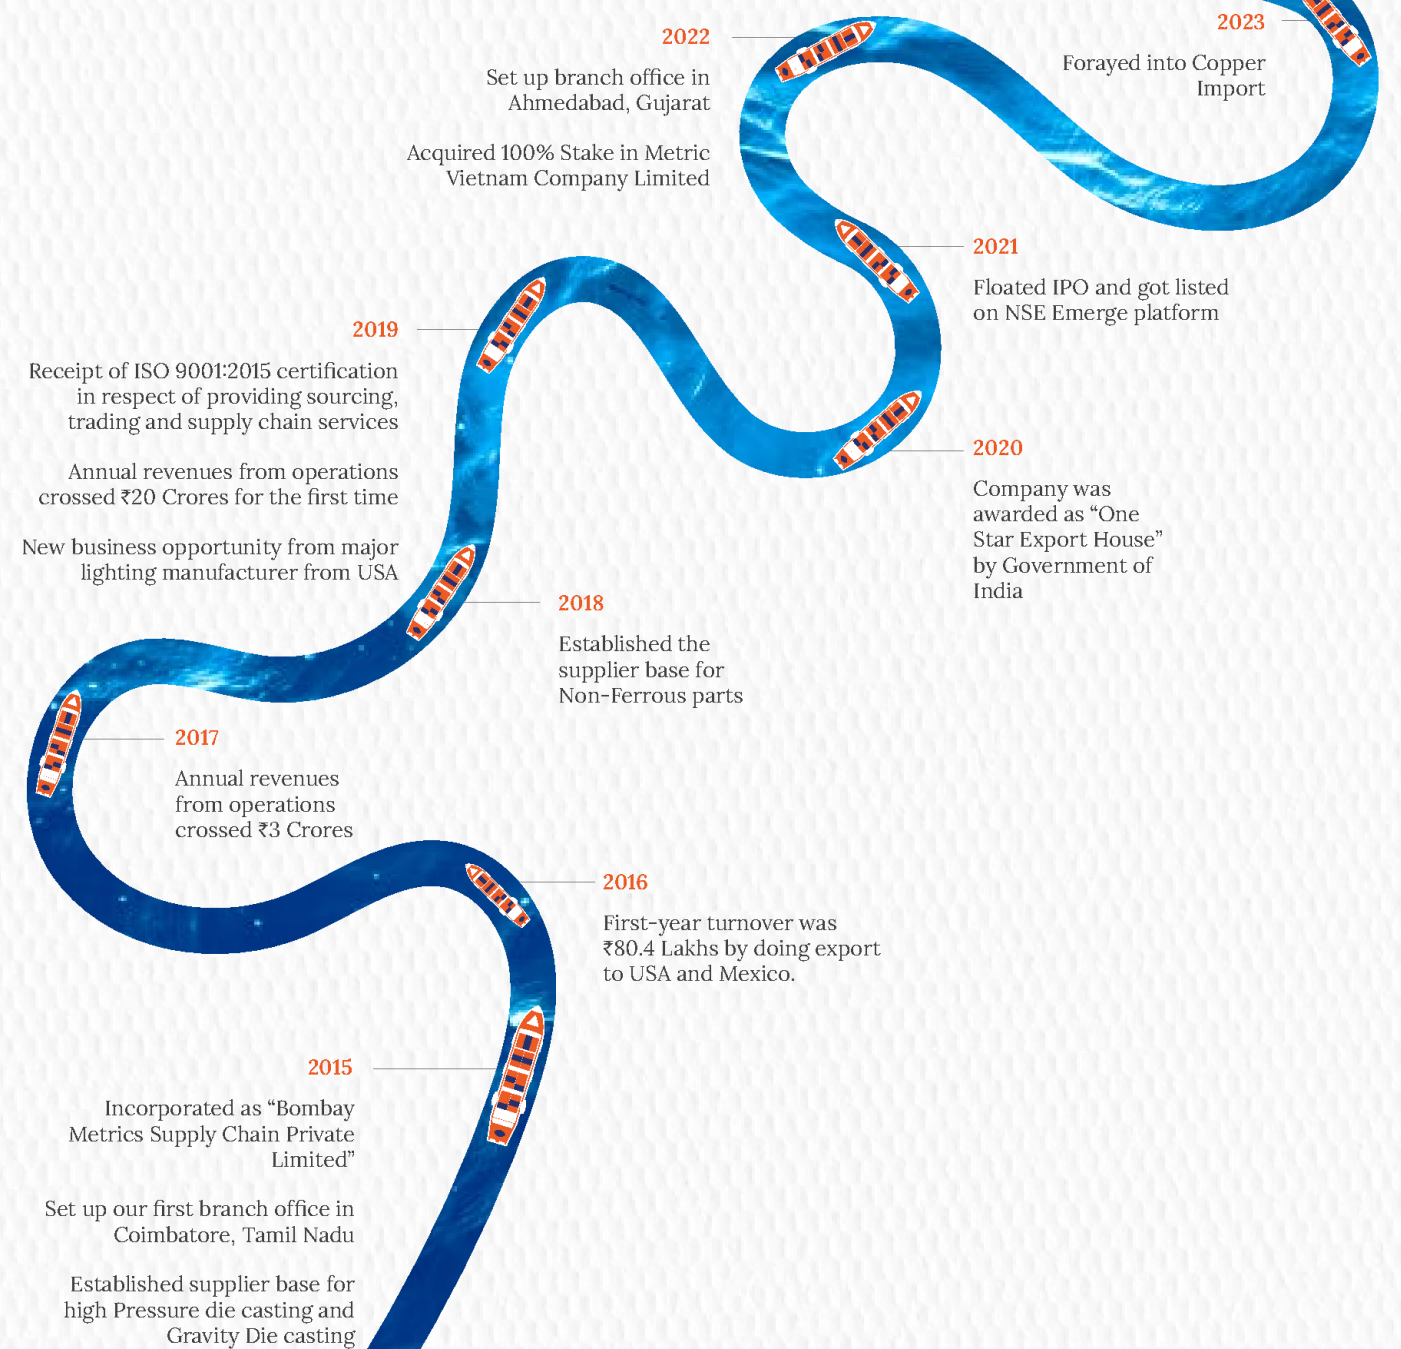 2023
Forayed into Copper
Import
2022
Set up branch office in
Ahmedabad, Gujarat
Acquired 100% Stake in Metric
Vietnam Company Limited
2021
Floated IPO and got listed
on NSE Emerge platform
2019
Receipt of ISO 9001:2015 certification
in respect of providing sourcing,
trading and supply chain services
Annual revenues from operations
crossed ₹20 Crores for the first time
New business opportunity from major
lighting manufacturer from USA
2020
Company was
awarded as “One
Star Export House”
by Government of
India
2018
Established the
supplier base for
Non-Ferrous parts
2017
Annual revenues
from operations
crossed ₹3 Crores
2016
First-year turnover was
₹80.4 Lakhs by doing export
to USA and Mexico.
2015
Incorporated as “Bombay
Metrics Supply Chain Private
Limited”
Set up our first branch office in
Coimbatore, Tamil Nadu
Established supplier base for
high Pressure die casting and
Gravity Die casting